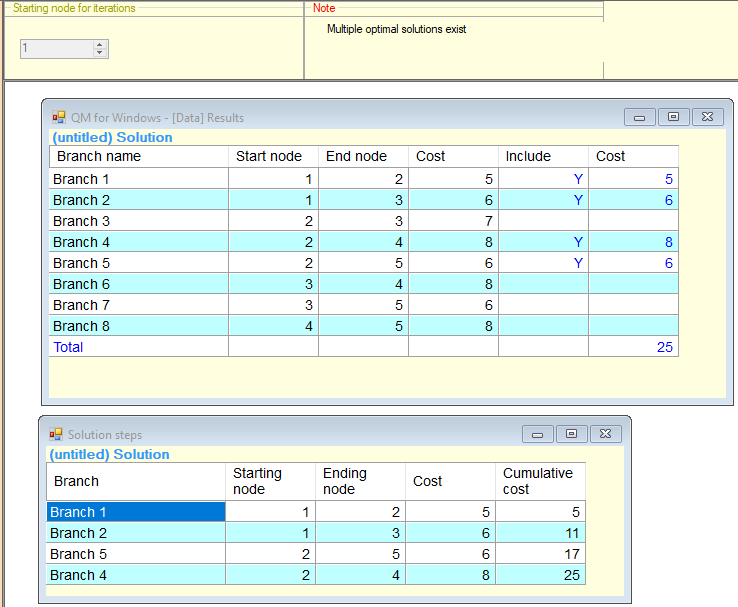 Starting node for iterations
Note
1
Multiple optimal solutions exist
QM for Windows - [Data] Results
(untitled) Solution
Branch name Start node End node Cost Include Cost
Branch 1 1 2 5 Y 5
Branch 2 1 3 6 Y 6
Branch 3 2 3 7
Branch 4 2 4 8 Y 8
Branch 5 2 5 6 Y 6
Branch 6 3 4 8
Branch 7 3 5 6
Branch 8 4 5 8
Total 25
Solution steps
(untitled) Solution
Branch Starting node Ending node Cost Cumulative cost
Branch 1 1 2 5 5
Branch 2 1 3 6 11
Branch 5 2 5 6 17
Branch 4 2 4 8 25